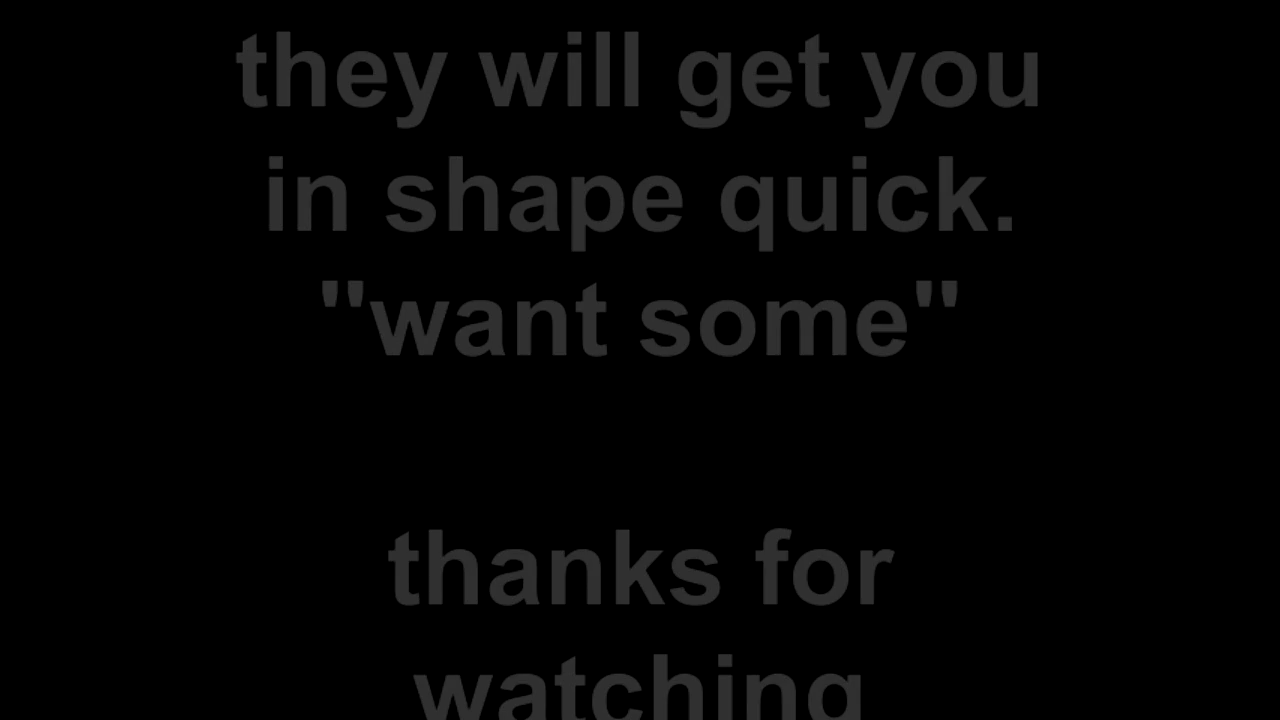 they will get you
in shape quick.
"want some"
thanks for
watching